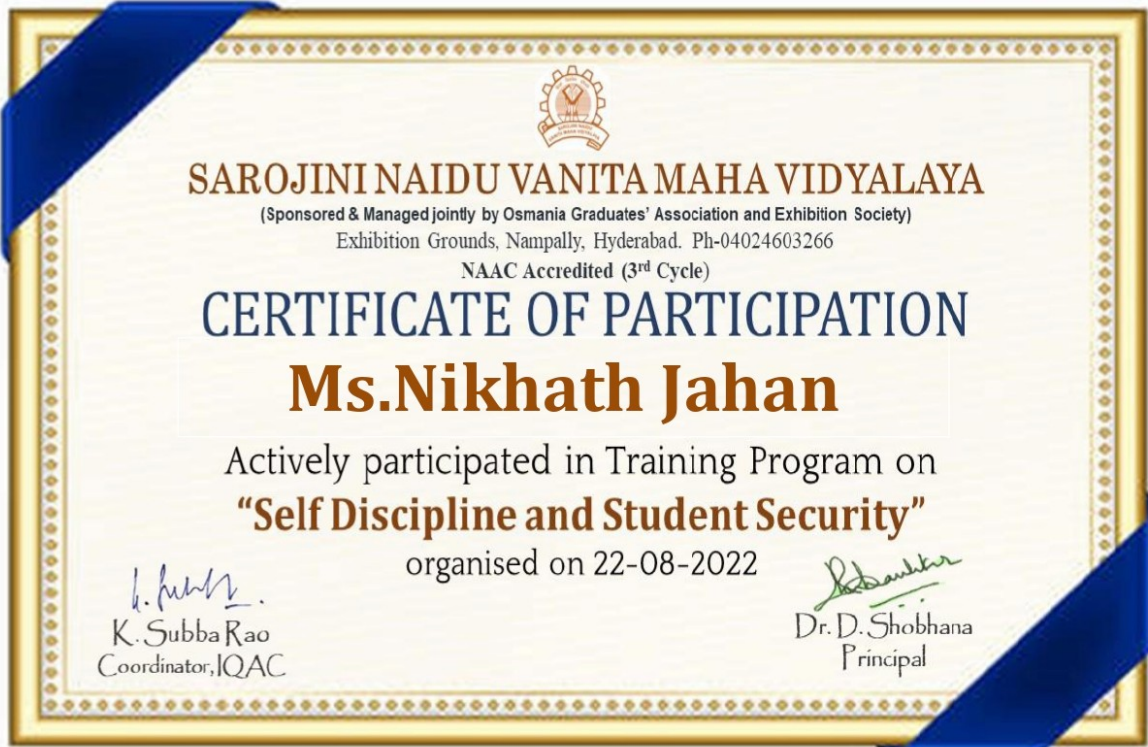 SAROJINI NAIDU VANITA MAHA VIDYALAYA
(Sponsored & Managed jointly by Osmania Graduates’ Association and Exhibition Society)
Exhibition Grounds, Nampally, Hyderabad. Ph-04024603266
NAAC Accredited (3rd Cycle)
CERTIFICATE OF PARTICIPATION
Ms.Nikhath Jahan
Actively participated in Training Program on
“Self Discipline and Student Security”
organised on 22-08-2022
K. Subba Rao
Coordinator,IQAC
Dr. D. Shobhana
Principal